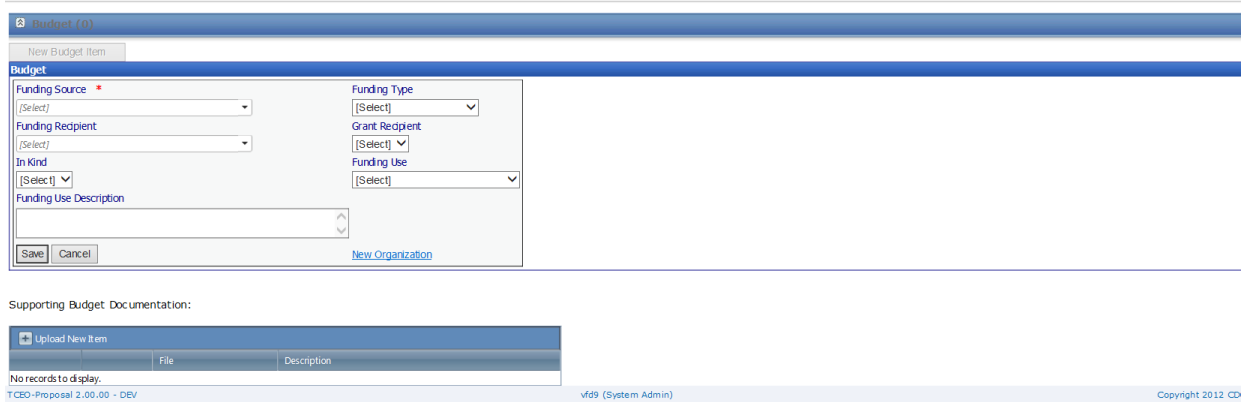 Budget (0)
New Budget Item
Budget
Funding Source * Funding Type
[Select] [Select]
Funding Recipient Grant Recipient
[Select] [Select]
In Kind Funding Use
[Select] [Select]
Funding Use Description
Save Cancel New Organization
Supporting Budget Documentation:
Upload New Item
File Description
No records to display.
TCEO-Proposal 2.00.00 - DEV vfd9 (System Admin) Copyright 2012 CD